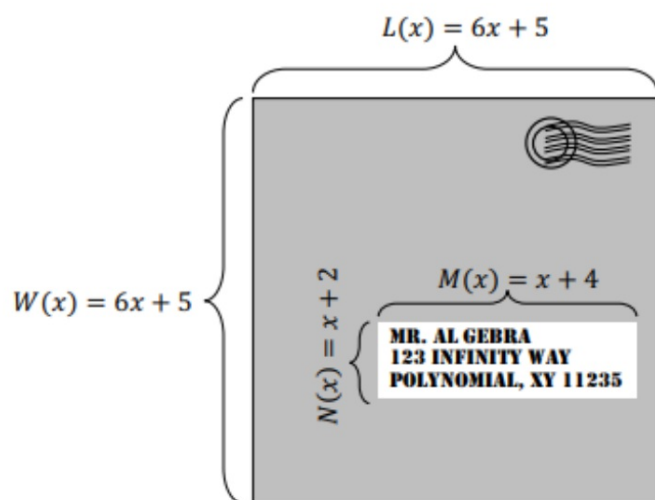 L(x) = 6x + 5
W(x) = 6x + 5
N(x) = x + 2
M(x) = x + 4
MR. AL GEBRA
123 INFINITY WAY
POLYNOMIAL, XY 11235